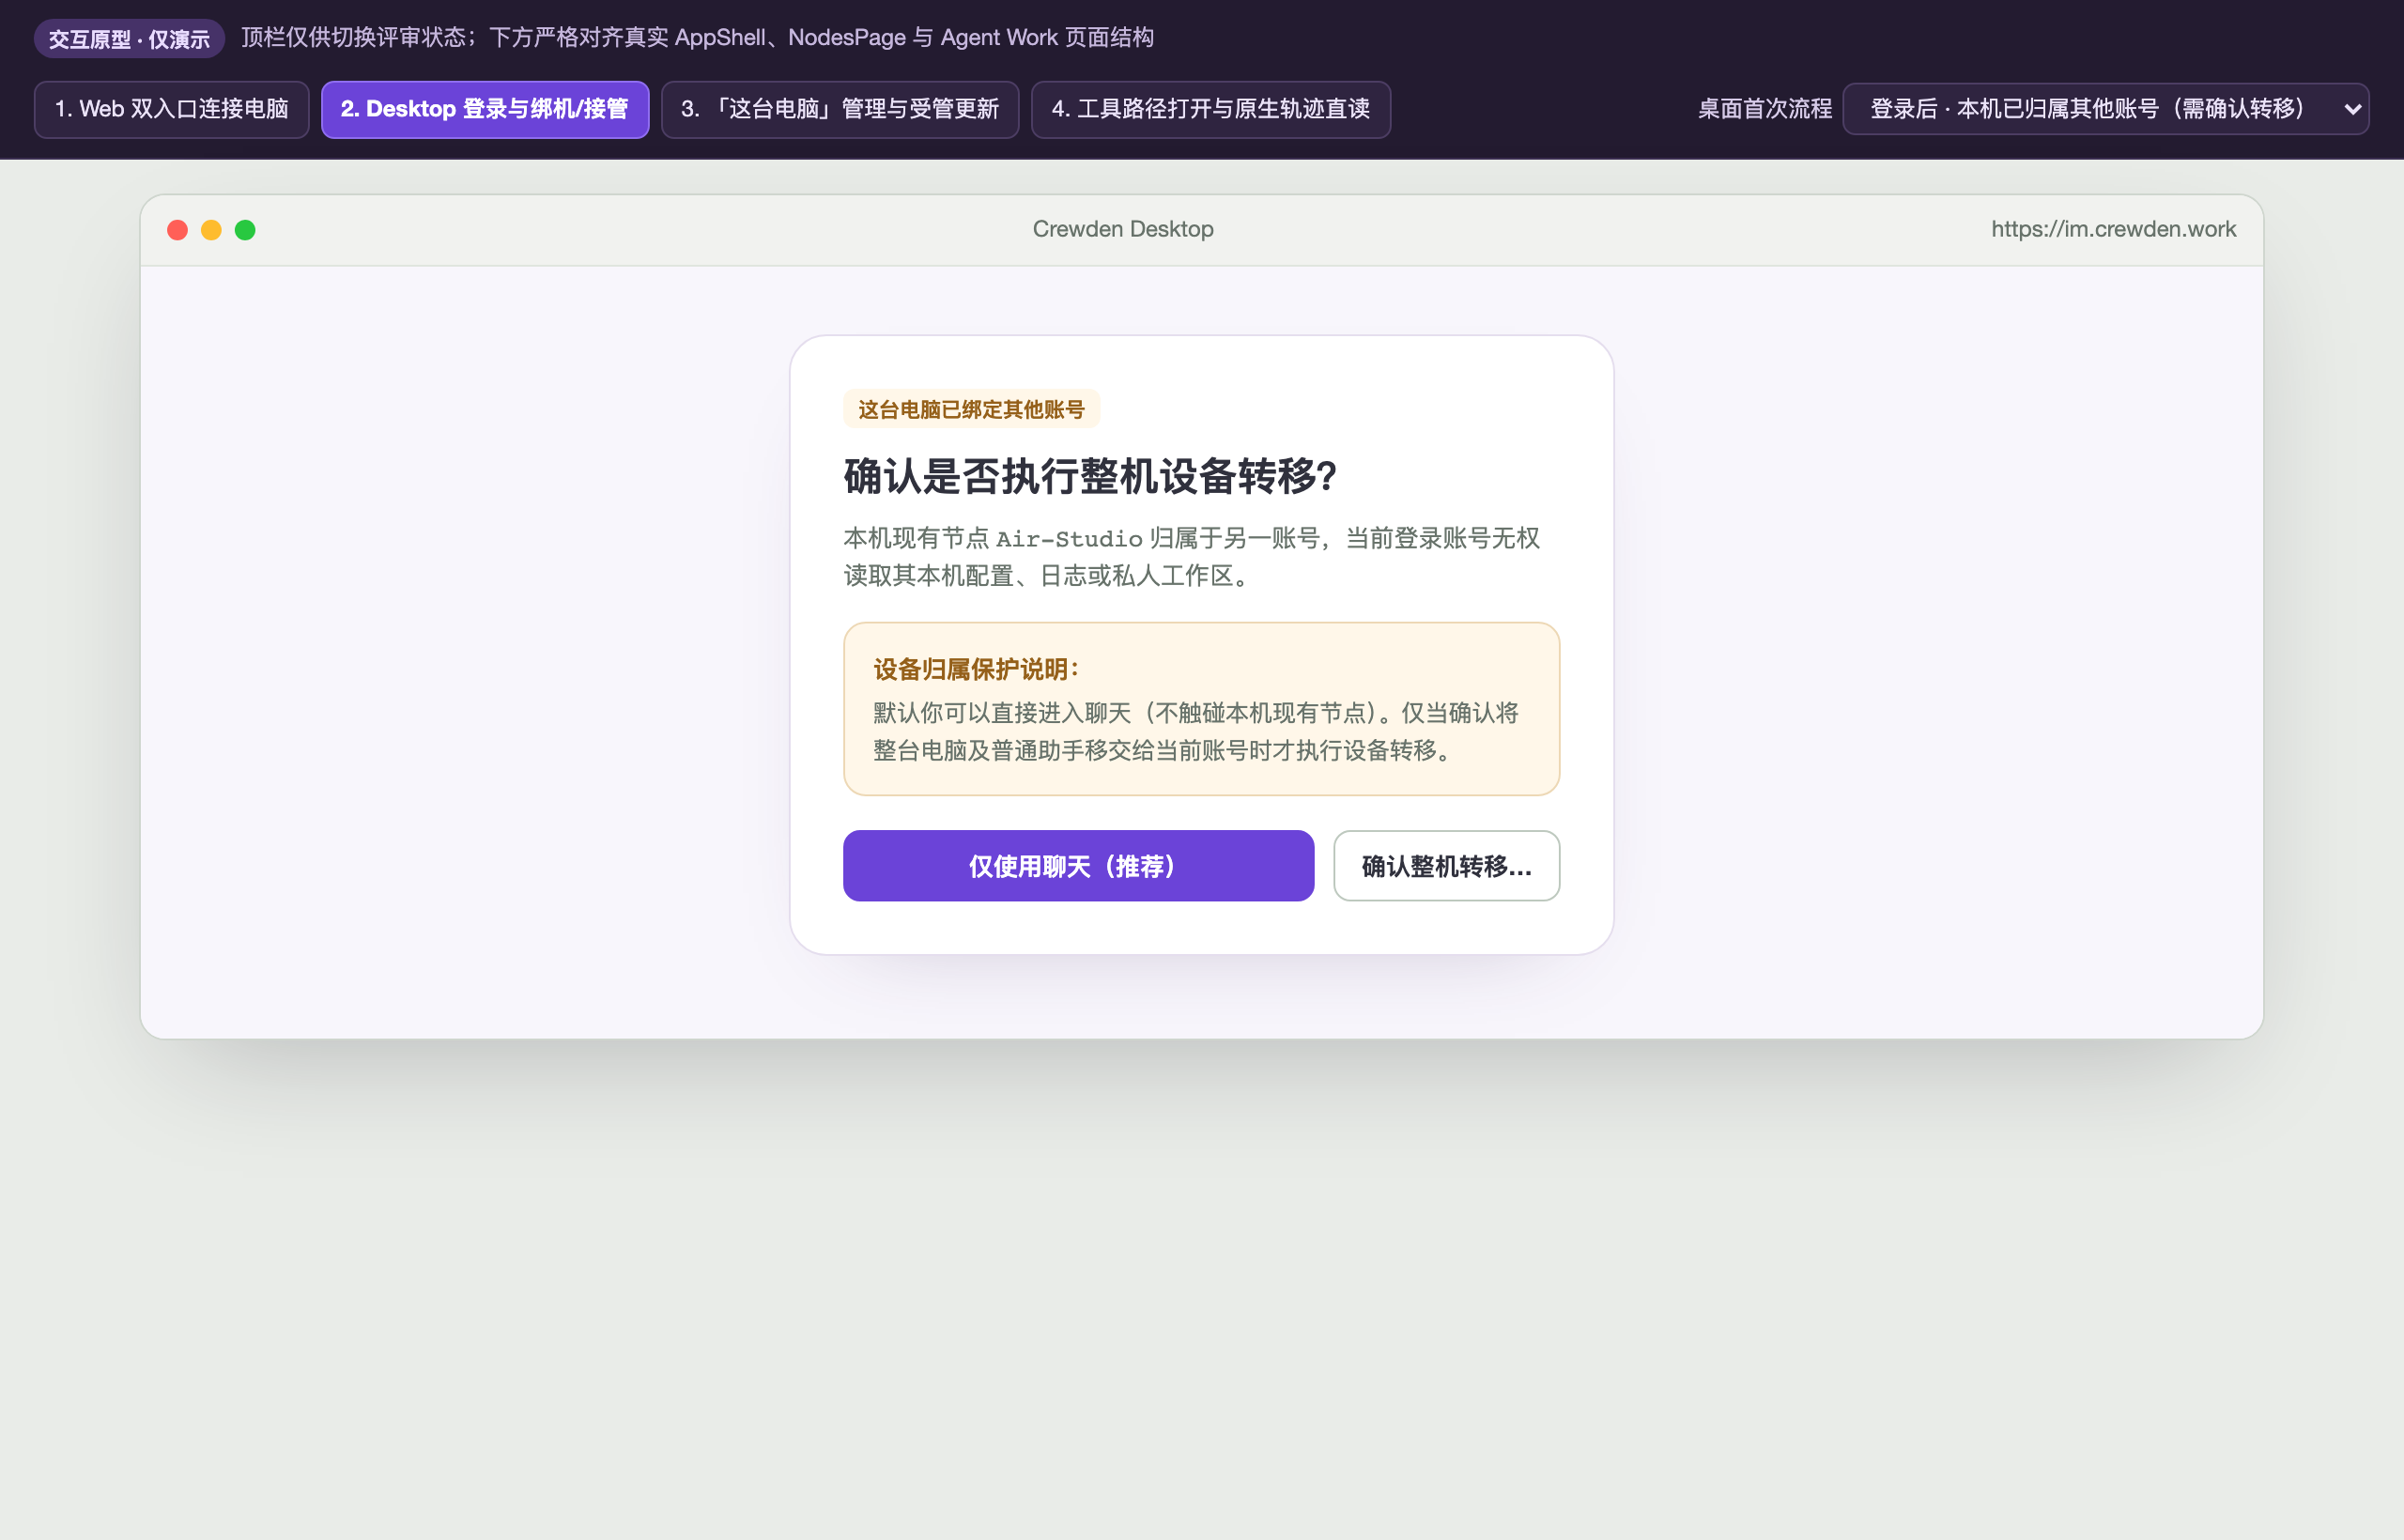 交互原型 · 仅演示
顶栏仅供切换评审状态；下方严格对齐真实 AppShell、NodesPage 与 Agent Work 页面结构
1. Web 双入口连接电脑
2. Desktop 登录与绑机/接管
3. 「这台电脑」管理与受管更新
4. 工具路径打开与原生轨迹直读
桌面首次流程
登录后 · 本机已归属其他账号（需确认转移）
Crewden Desktop
https://im.crewden.work
这台电脑已绑定其他账号
确认是否执行整机设备转移？
本机现有节点 Air-Studio 归属于另一账号，当前登录账号无权
读取其本机配置、日志或私人工作区。
设备归属保护说明：
默认你可以直接进入聊天（不触碰本机现有节点）。仅当确认将
整台电脑及普通助手移交给当前账号时才执行设备转移。
仅使用聊天（推荐）
确认整机转移...